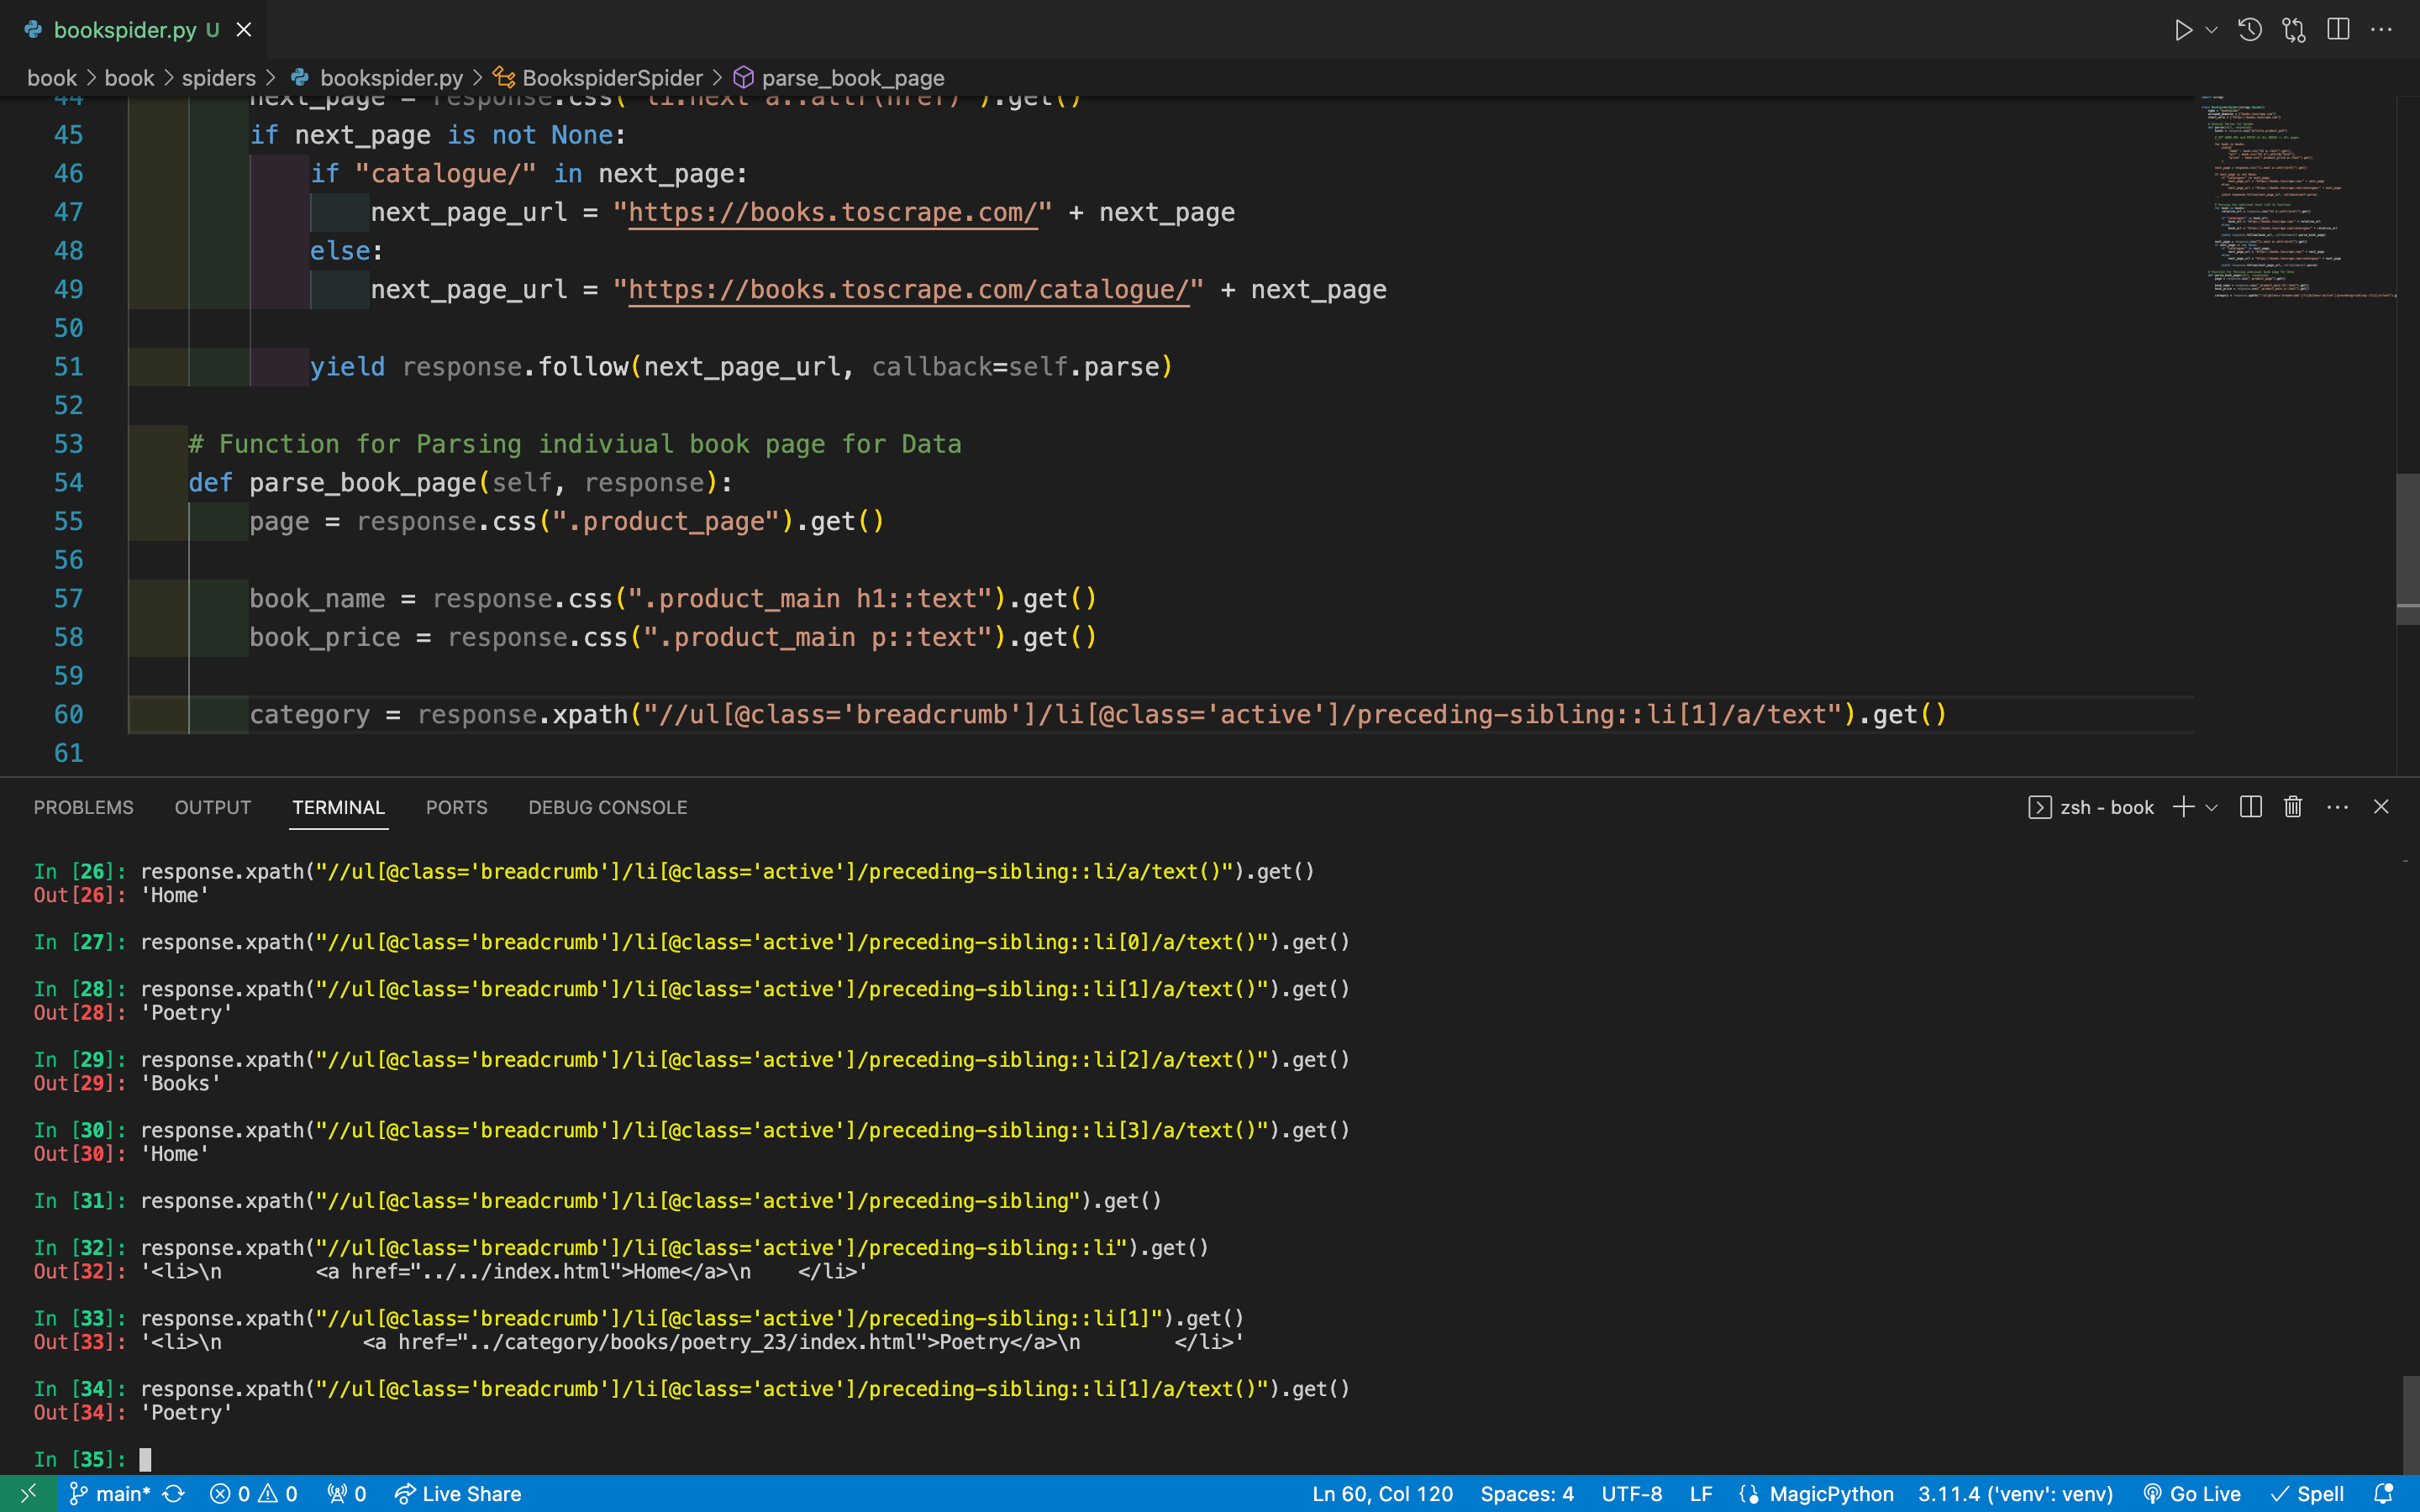 bookspider.py U
book > book > spiders > bookspider.py > BookspiderSpider > parse_book_page
44 next_page = response.css("li.next a::attr(href)").get()
45 if next_page is not None:
46 if "catalogue/" in next_page:
47 next_page_url = "https://books.toscrape.com/" + next_page
48 else:
49 next_page_url = "https://books.toscrape.com/catalogue/" + next_page
50
51 yield response.follow(next_page_url, callback=self.parse)
52
53 # Function for Parsing indiviual book page for Data
54 def parse_book_page(self, response):
55 page = response.css(".product_page").get()
56
57 book_name = response.css(".product_main h1::text").get()
58 book_price = response.css(".product_main p::text").get()
59
60 category = response.xpath("//ul[@class='breadcrumb']/li[@class='active']/preceding-sibling::li[1]/a/text").get()
61
PROBLEMS OUTPUT TERMINAL PORTS DEBUG CONSOLE zsh - book
In [26]: response.xpath("//ul[@class='breadcrumb']/li[@class='active']/preceding-sibling::li/a/text()").get()
Out[26]: 'Home'
In [27]: response.xpath("//ul[@class='breadcrumb']/li[@class='active']/preceding-sibling::li[0]/a/text()").get()
In [28]: response.xpath("//ul[@class='breadcrumb']/li[@class='active']/preceding-sibling::li[1]/a/text()").get()
Out[28]: 'Poetry'
In [29]: response.xpath("//ul[@class='breadcrumb']/li[@class='active']/preceding-sibling::li[2]/a/text()").get()
Out[29]: 'Books'
In [30]: response.xpath("//ul[@class='breadcrumb']/li[@class='active']/preceding-sibling::li[3]/a/text()").get()
Out[30]: 'Home'
In [31]: response.xpath("//ul[@class='breadcrumb']/li[@class='active']/preceding-sibling").get()
In [32]: response.xpath("//ul[@class='breadcrumb']/li[@class='active']/preceding-sibling::li").get()
Out[32]: '<li>\n        <a href="../../index.html">Home</a>\n    </li>'
In [33]: response.xpath("//ul[@class='breadcrumb']/li[@class='active']/preceding-sibling::li[1]").get()
Out[33]: '<li>\n            <a href="../category/books/poetry_23/index.html">Poetry</a>\n        </li>'
In [34]: response.xpath("//ul[@class='breadcrumb']/li[@class='active']/preceding-sibling::li[1]/a/text()").get()
Out[34]: 'Poetry'
In [35]:
main* 0 0 0 Live Share Ln 60, Col 120 Spaces: 4 UTF-8 LF MagicPython 3.11.4 ('venv': venv) Go Live Spell